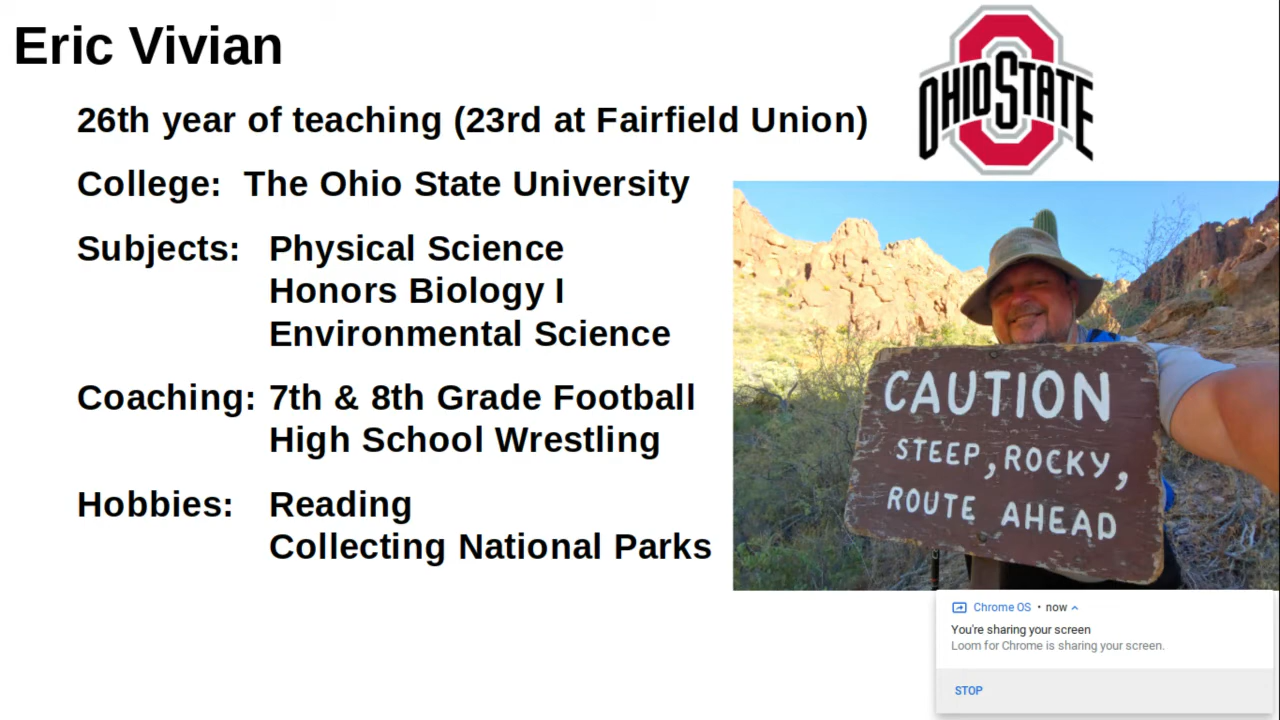 Eric Vivian
OHIO STATE
26th year of teaching (23rd at Fairfield Union)
College: The Ohio State University
Subjects: Physical Science
Honors Biology I
Environmental Science
Coaching: 7th & 8th Grade Football
High School Wrestling
Hobbies: Reading
Collecting National Parks
CAUTION
STEEP, ROCKY,
ROUTE AHEAD
Chrome OS • now
You're sharing your screen
Loom for Chrome is sharing your screen.
STOP